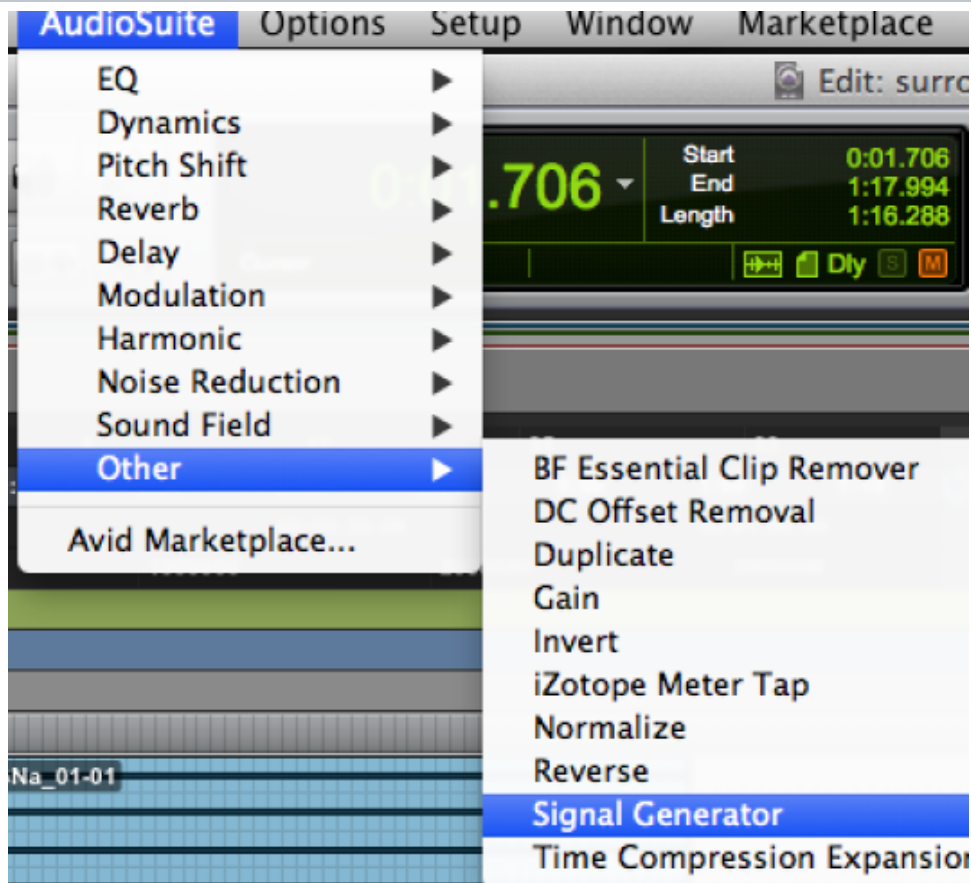 AudioSuite Options Setup Window Marketplace
Edit: surro
EQ
Dynamics
Pitch Shift
Reverb
Delay
Modulation
Harmonic
Noise Reduction
Sound Field
Other
Avid Marketplace...
0:01.706
Start 0:01.706
End 1:17.994
Length 1:16.288
Dly S M
BF Essential Clip Remover
DC Offset Removal
Duplicate
Gain
Invert
iZotope Meter Tap
Normalize
Reverse
Signal Generator
Time Compression Expansion
Na_01-01